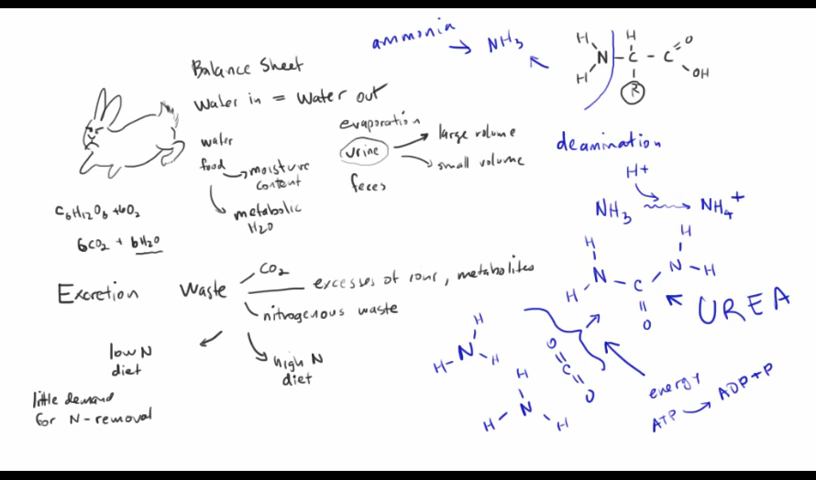 Balance Sheet
Water in = Water out
water
food
moisture
content
metabolic
H2O
evaporation
urine
feces
large volume
small volume
C6H12O6 + 6O2
6CO2 + 6H2O
Excretion
Waste
CO2
excesses of ions, metabolites
nitrogenous waste
low N
diet
high N
diet
little demand
for N-removal
ammonia
NH3
H
H
N - C - C
H
R
O
OH
deamination
H+
NH3
NH4+
H
H
N
C
N - H
H
O
UREA
H
H - N
H
O
C
O
H
N
H
H
energy
ATP
ADP+P